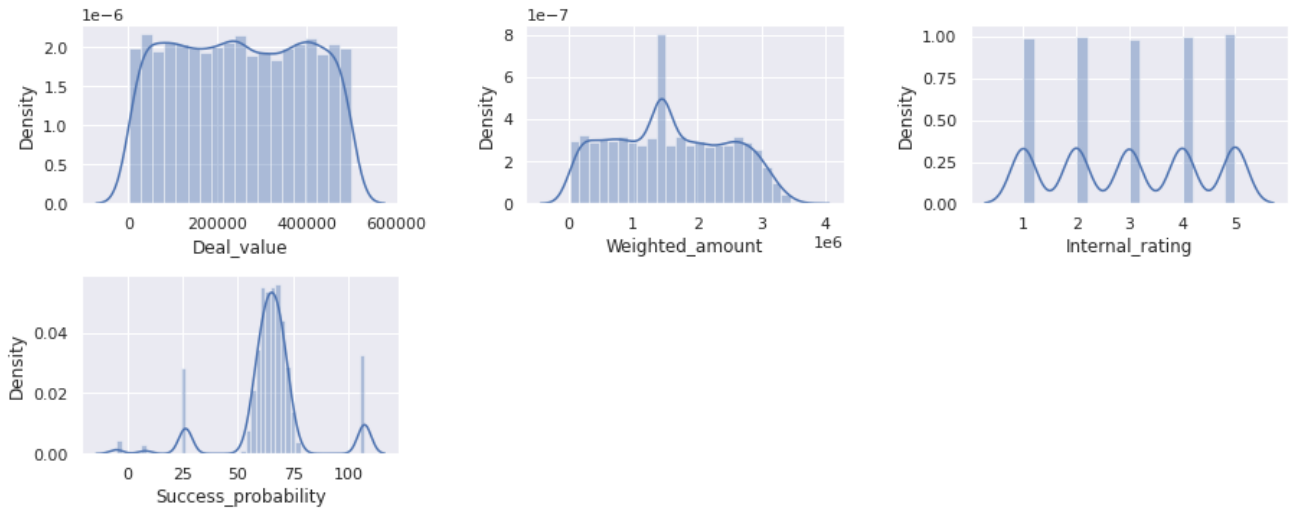 1e−6
Density
2.0
1.5
1.0
0.5
0.0
0 200000 400000 600000
Deal_value
1e−7
Density
8
6
4
2
0
0 1 2 3 4
1e6
Weighted_amount
Density
1.00
0.75
0.50
0.25
0.00
1 2 3 4 5
Internal_rating
Density
0.04
0.02
0.00
0 25 50 75 100
Success_probability